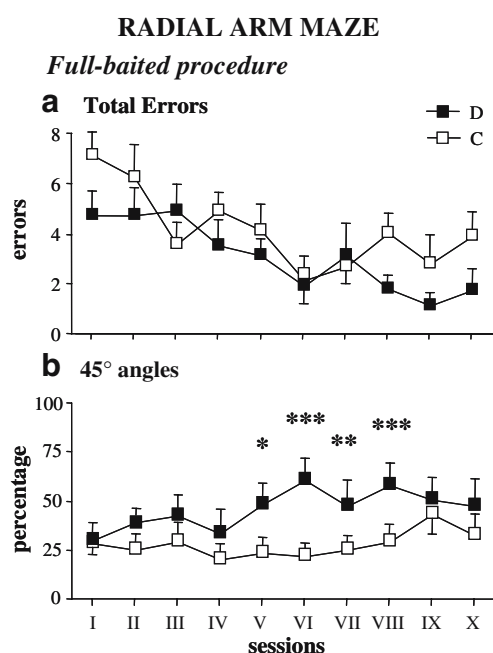 RADIAL ARM MAZE
Full-baited procedure
a Total Errors
D
C
8
6
4
2
0
errors
b 45° angles
100
75
50
25
0
percentage
* *** ** ***
I II III IV V VI VII VIII IX X
sessions